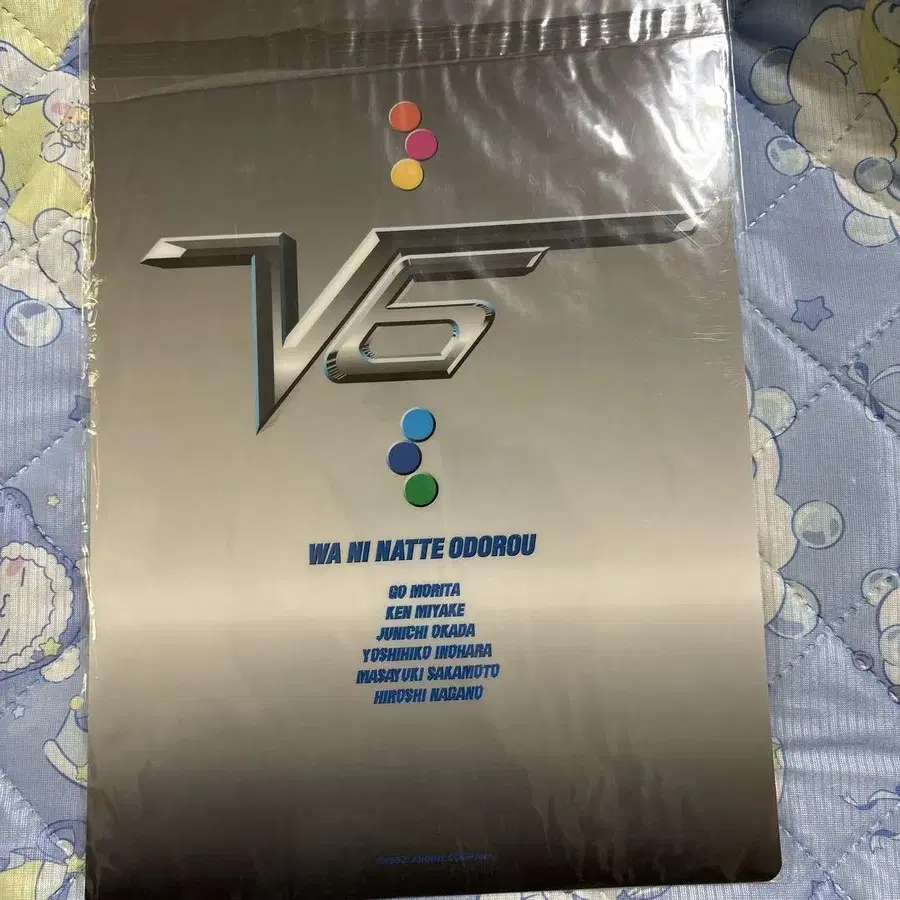 V6
WA NI NATTE ODOROU
GO MORITA
KEN MIYAKE
JUNICHI OKADA
YOSHIHIKO INOHARA
MASAYUKI SAKAMOTO
HIROSHI NAGANO